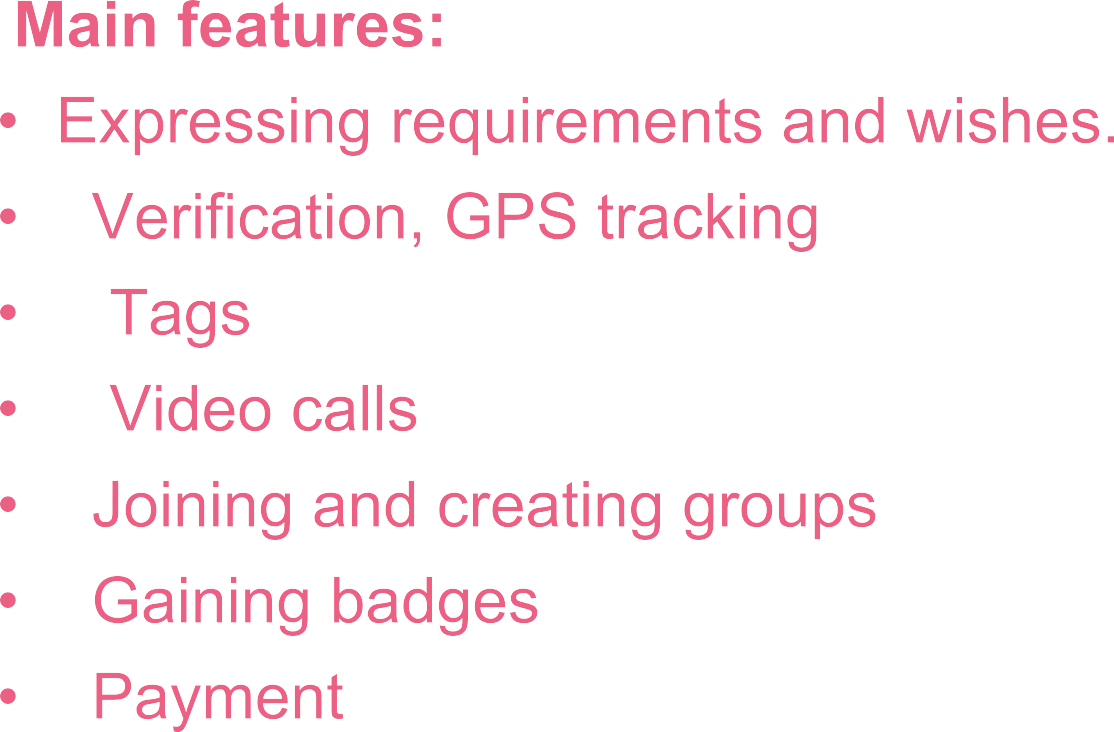 Main features:
• Expressing requirements and wishes.
• Verification, GPS tracking
• Tags
• Video calls
• Joining and creating groups
• Gaining badges
• Payment